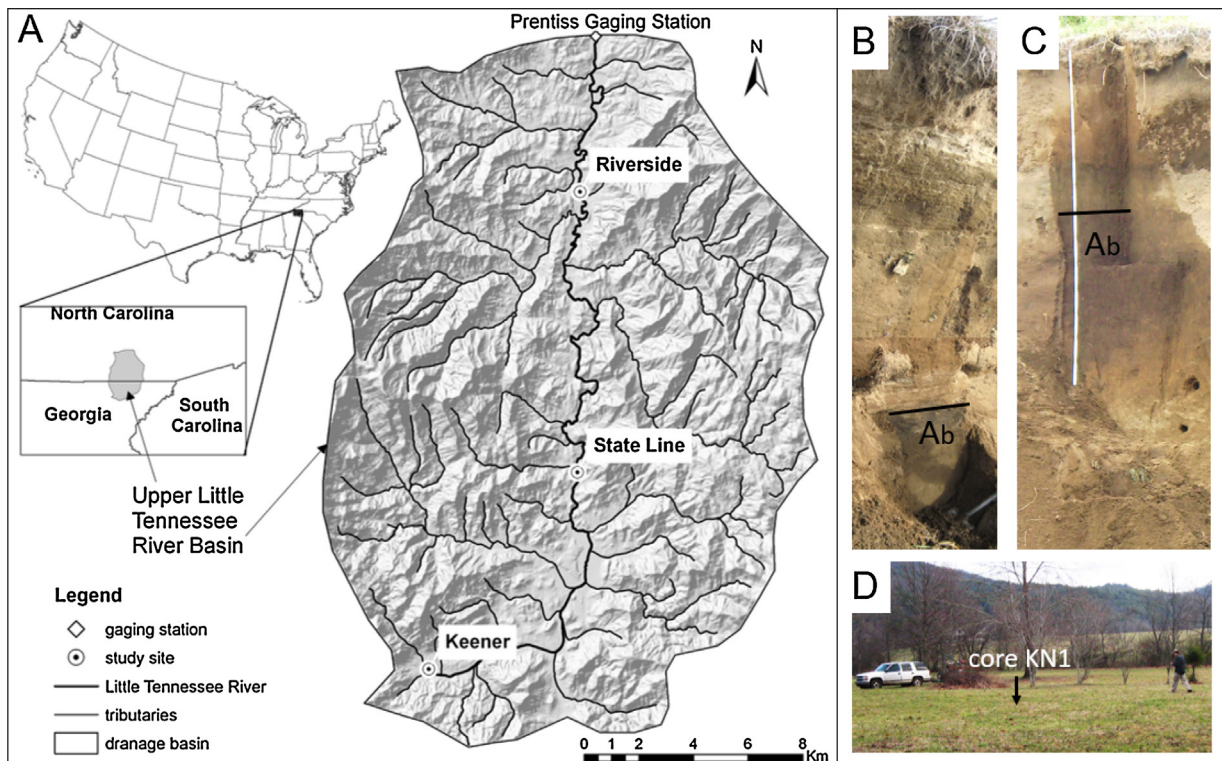 A
Prentiss Gaging Station
N
Riverside
North Carolina
Georgia
South
Carolina
State Line
Upper Little
Tennessee
River Basin
Keener
Legend
gaging station
study site
Little Tennessee River
tributaries
dranage basin
0 1 2 4 6 8
Km
B
Ab
C
Ab
D
core KN1